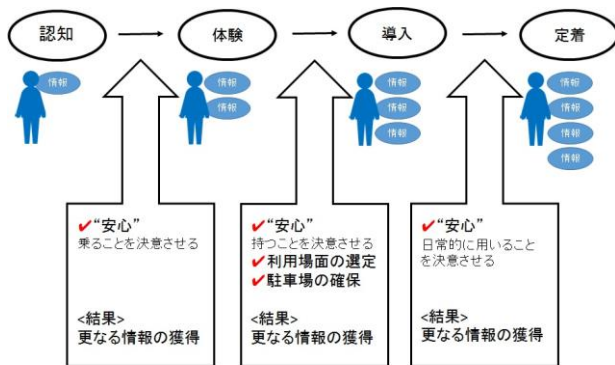 認知
体験
導入
定着
情報
情報
情報
情報
情報
情報
情報
情報
情報
情報
✔“安心”
乗ることを決意させる
<結果>
更なる情報の獲得
✔“安心”
持つことを決意させる
✔利用場面の選定
✔駐車場の確保
<結果>
更なる情報の獲得
✔“安心”
日常的に用いること
を決意させる
<結果>
更なる情報の獲得